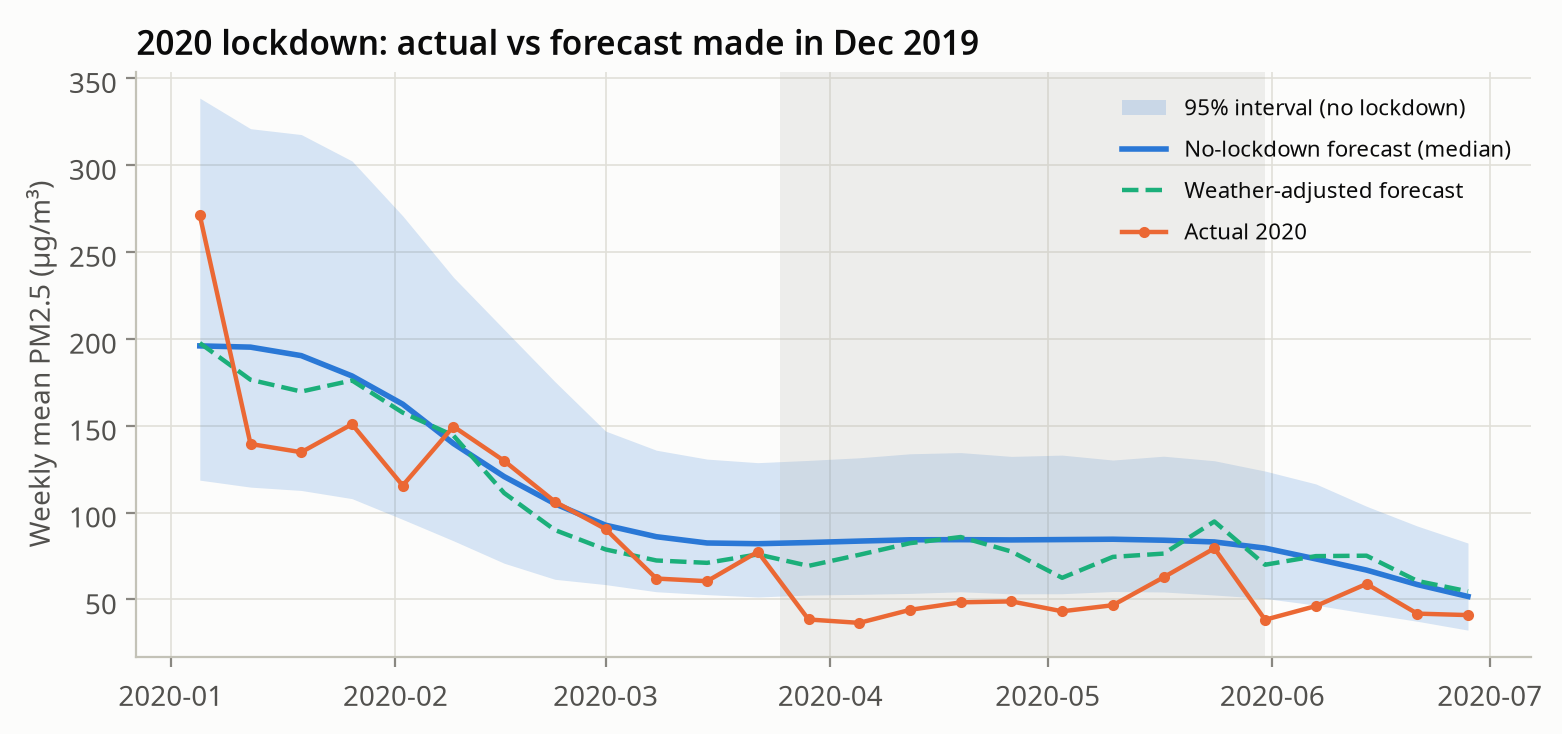 2020 lockdown: actual vs forecast made in Dec 2019
Weekly mean PM2.5 (µg/m³)
350
300
250
200
150
100
50
95% interval (no lockdown)
No-lockdown forecast (median)
Weather-adjusted forecast
Actual 2020
2020-01
2020-02
2020-03
2020-04
2020-05
2020-06
2020-07